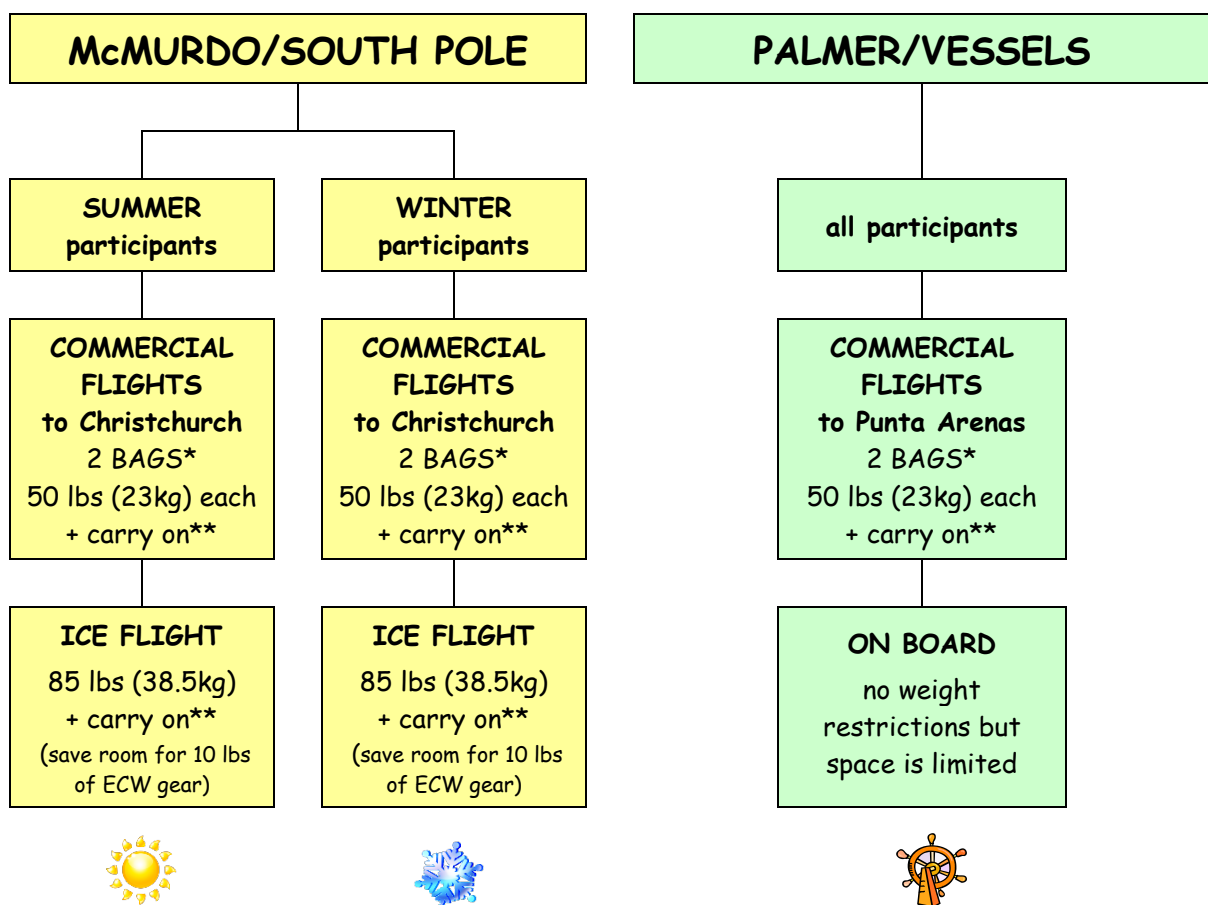 McMURDO/SOUTH POLE
PALMER/VESSELS
SUMMER
participants
WINTER
participants
all participants
COMMERCIAL
FLIGHTS
to Christchurch
2 BAGS*
50 lbs (23kg) each
+ carry on**
COMMERCIAL
FLIGHTS
to Christchurch
2 BAGS*
50 lbs (23kg) each
+ carry on**
COMMERCIAL
FLIGHTS
to Punta Arenas
2 BAGS*
50 lbs (23kg) each
+ carry on**
ICE FLIGHT
85 lbs (38.5kg)
+ carry on**
(save room for 10 lbs
of ECW gear)
ICE FLIGHT
85 lbs (38.5kg)
+ carry on**
(save room for 10 lbs
of ECW gear)
ON BOARD
no weight
restrictions but
space is limited